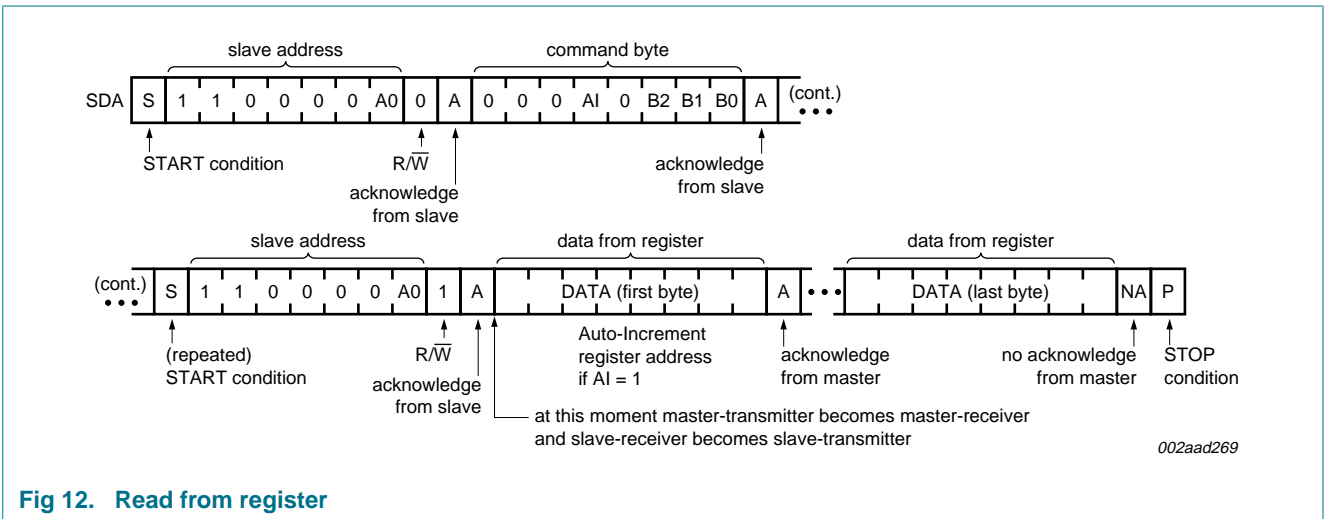 slave address command byte
SDA S 1 1 0 0 0 0 A0 0 A 0 0 0 AI 0 B2 B1 B0 A (cont.)
START condition R/W̅ acknowledge
acknowledge from slave
from slave
slave address data from register data from register
(cont.) S 1 1 0 0 0 0 A0 1 A DATA (first byte) A DATA (last byte) NA P
(repeated)
START condition
R/W̅
acknowledge
from slave
Auto-Increment
register address
if AI = 1
acknowledge
from master
no acknowledge
from master
STOP
condition
at this moment master-transmitter becomes master-receiver
and slave-receiver becomes slave-transmitter
002aad269
Fig 12. Read from register